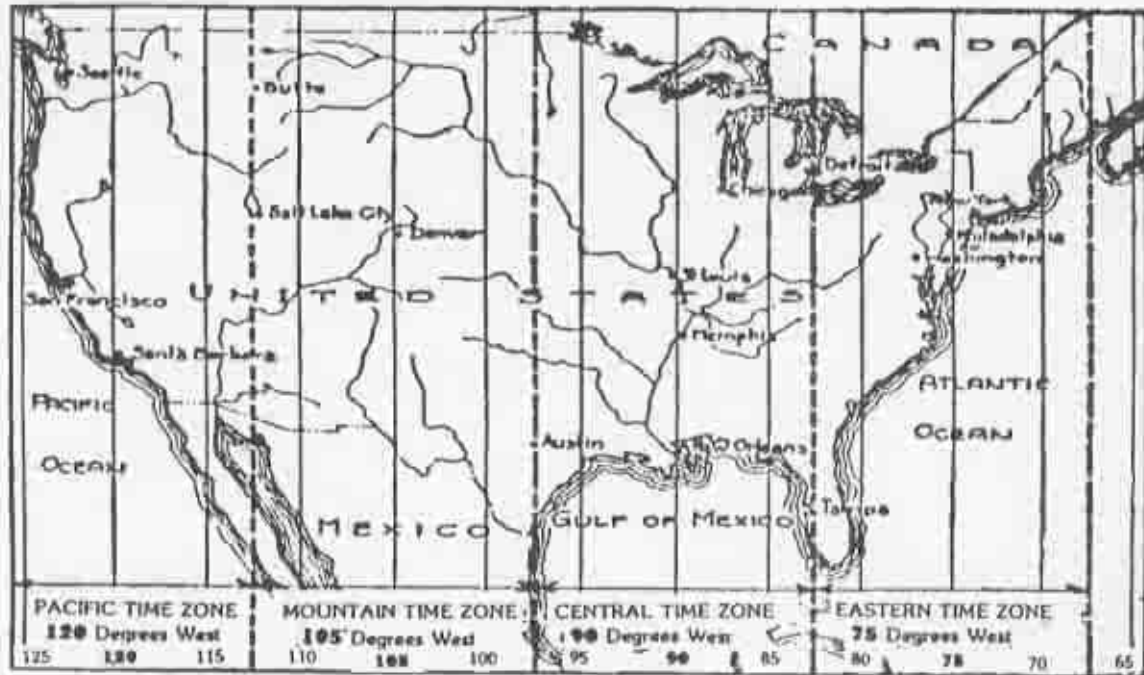 CANADA
Seattle
Butte
Detroit
Chicago
New York
Salt Lake City
Denver
Philadelphia
Washington
St Louis
San Francisco
UNITED STATES
Memphis
Santa Barbara
PACIFIC
OCEAN
ATLANTIC
OCEAN
Austin
New Orleans
MEXICO
GULF OF MEXICO
Tampa
PACIFIC TIME ZONE
120 Degrees West
MOUNTAIN TIME ZONE
105 Degrees West
CENTRAL TIME ZONE
90 Degrees West
EASTERN TIME ZONE
75 Degrees West
125 120 115 110 105 100 95 90 85 80 75 70 65